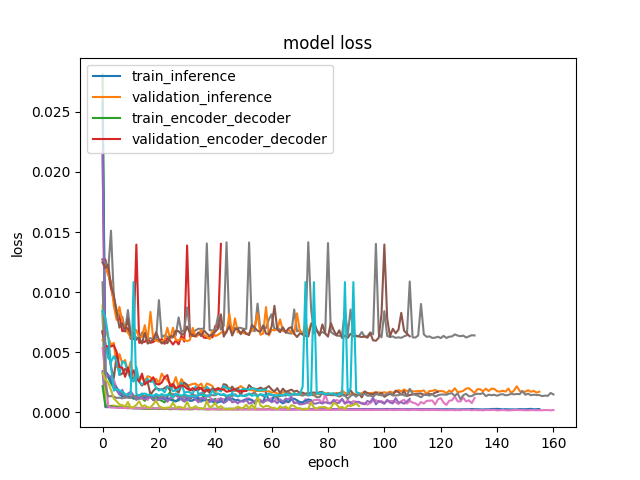 model loss
train_inference
validation_inference
train_encoder_decoder
validation_encoder_decoder
0.025
0.020
0.015
0.010
0.005
0.000
loss
0 20 40 60 80 100 120 140 160
epoch